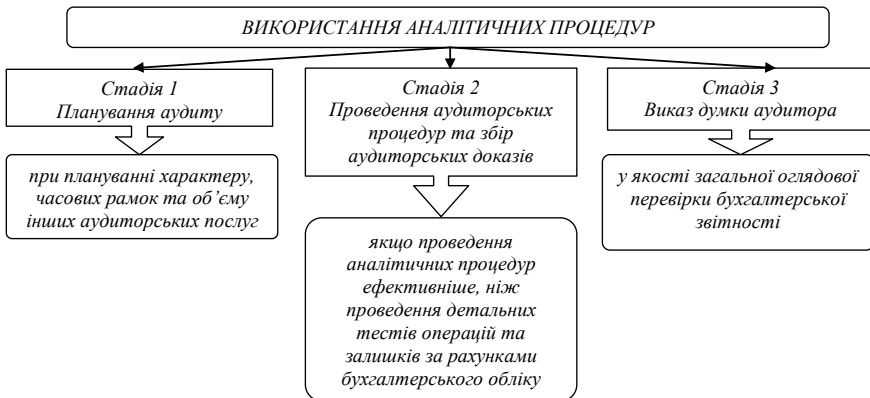 ВИКОРИСТАННЯ АНАЛІТИЧНИХ ПРОЦЕДУР
Стадія 1
Планування аудиту
при плануванні характеру,
часових рамок та об’єму
інших аудиторських послуг
Стадія 2
Проведення аудиторських
процедур та збір
аудиторських доказів
якщо проведення
аналітичних процедур
ефективніше, ніж
проведення детальних
тестів операцій та
залишків за рахунками
бухгалтерського обліку
Стадія 3
Виказ думки аудитора
у якості загальної оглядової
перевірки бухгалтерської
звітності